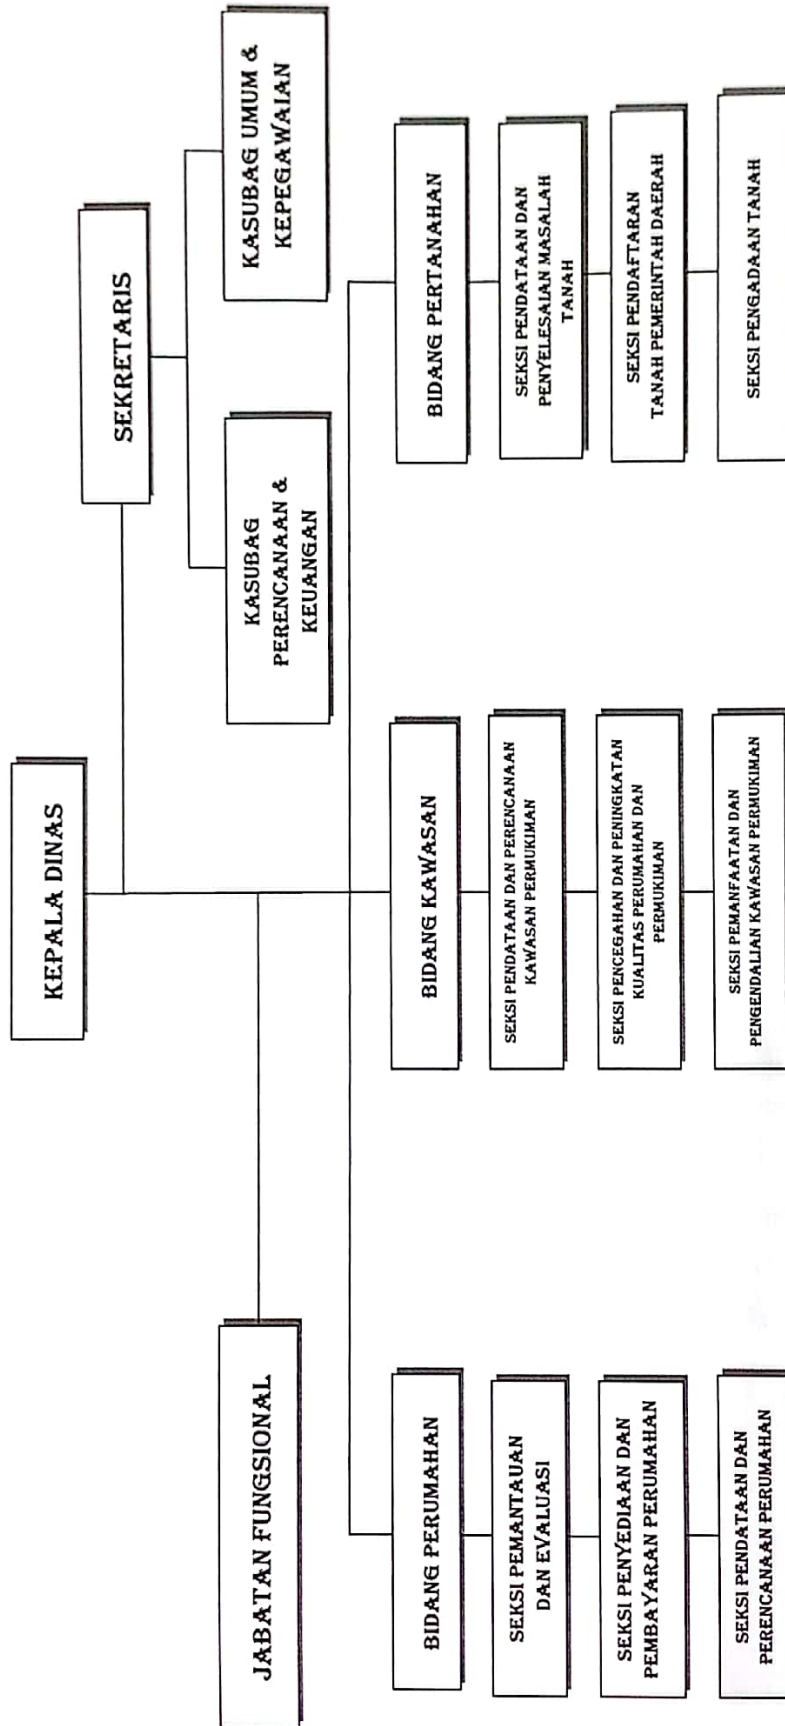 KEPALA DINAS
SEKRETARIS
JABATAN FUNGSIONAL
KASUBAG
PERENCANAAN &
KEUANGAN
KASUBAG UMUM &
KEPEGAWAIAN
BIDANG PERUMAHAN
SEKSI PEMANTAUAN
DAN EVALUASI
SEKSI PENYEDIAAN DAN
PEMBAYARAN PERUMAHAN
SEKSI PENDATAAN DAN
PERENCANAAN PERUMAHAN
BIDANG KAWASAN
SEKSI PENDATAAN DAN PERENCANAAN
KAWASAN PERMUKIMAN
SEKSI PENCEGAHAN DAN PENINGKATAN
KUALITAS PERUMAHAN DAN
PERMUKIMAN
SEKSI PEMANFAATAN DAN
PENGENDALIAN KAWASAN PERMUKIMAN
BIDANG PERTANAHAN
SEKSI PENDATAAN DAN
PENYELESAIAN MASALAH
TANAH
SEKSI PENDAFTARAN
TANAH PEMERINTAH DAERAH
SEKSI PENGADAAN TANAH